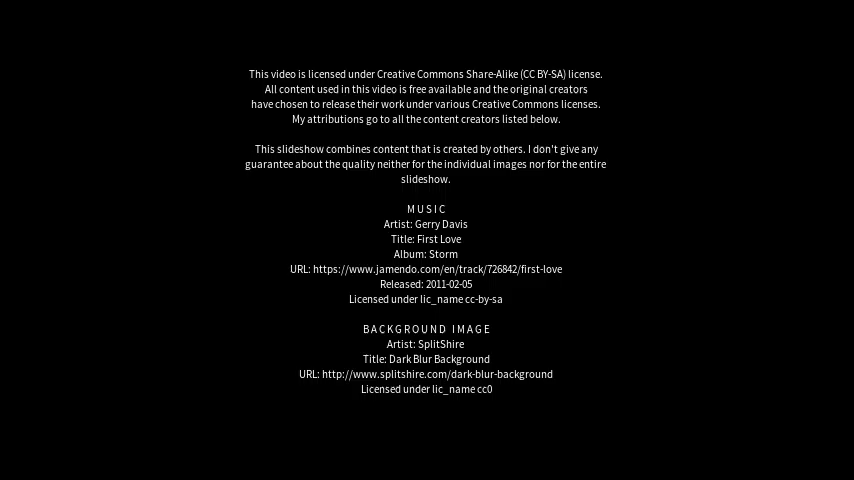 This video is licensed under Creative Commons Share-Alike (CC BY-SA) license.
All content used in this video is free available and the original creators
have chosen to release their work under various Creative Commons licenses.
My attributions go to all the content creators listed below.
This slideshow combines content that is created by others. I don't give any
guarantee about the quality neither for the individual images nor for the entire
slideshow.
MUSIC
Artist: Gerry Davis
Title: First Love
Album: Storm
URL: https://www.jamendo.com/en/track/726842/first-love
Released: 2011-02-05
Licensed under lic_name cc-by-sa
BACKGROUND IMAGE
Artist: SplitShire
Title: Dark Blur Background
URL: http://www.splitshire.com/dark-blur-background
Licensed under lic_name cc0